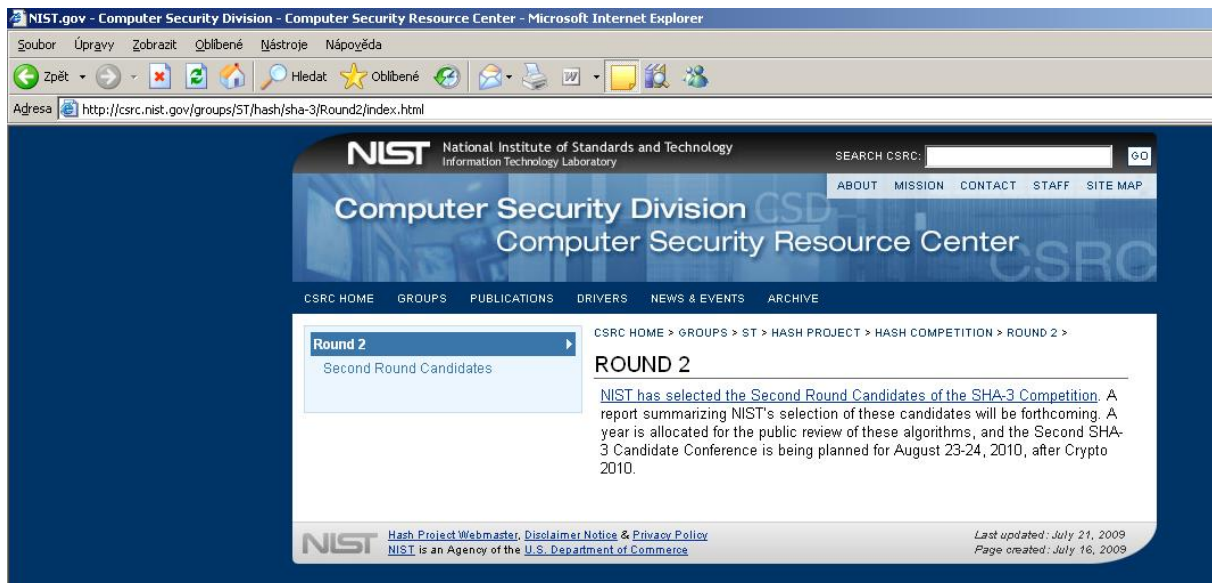 NIST.gov - Computer Security Division - Computer Security Resource Center - Microsoft Internet Explorer
Soubor Úpravy Zobrazit Oblíbené Nástroje Nápověda
Zpět Hledat Oblíbené
Adresa http://csrc.nist.gov/groups/ST/hash/sha-3/Round2/index.html
NIST National Institute of Standards and Technology
Information Technology Laboratory
SEARCH CSRC: GO
ABOUT MISSION CONTACT STAFF SITE MAP
Computer Security Division CSD
Computer Security Resource Center
CSRC
CSRC HOME GROUPS PUBLICATIONS DRIVERS NEWS & EVENTS ARCHIVE
Round 2
Second Round Candidates
CSRC HOME > GROUPS > ST > HASH PROJECT > HASH COMPETITION > ROUND 2 >
ROUND 2
NIST has selected the Second Round Candidates of the SHA-3 Competition. A
report summarizing NIST's selection of these candidates will be forthcoming. A
year is allocated for the public review of these algorithms, and the Second SHA-
3 Candidate Conference is being planned for August 23-24, 2010, after Crypto
2010.
NIST
Hash Project Webmaster, Disclaimer Notice & Privacy Policy
NIST is an Agency of the U.S. Department of Commerce
Last updated: July 21, 2009
Page created: July 16, 2009